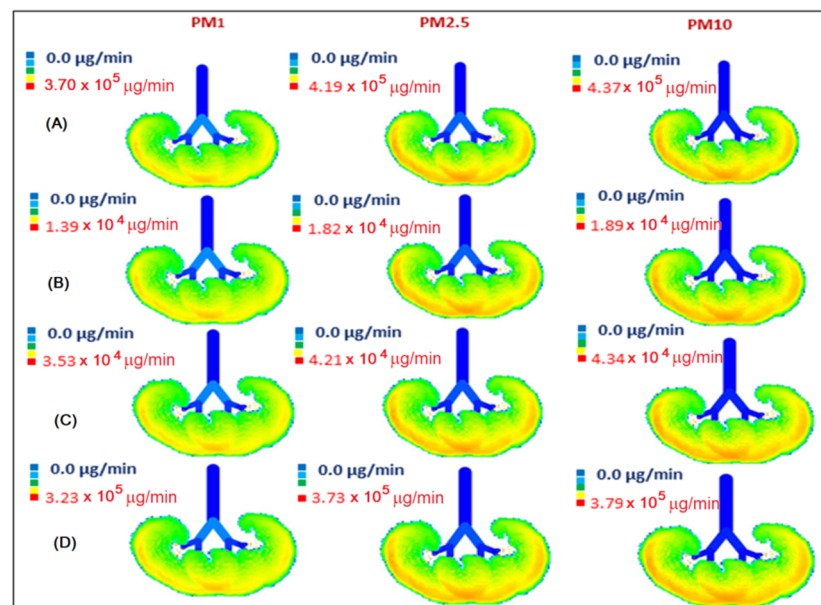 PM1 PM2.5 PM10
0.0 µg/min 0.0 µg/min 0.0 µg/min
3.70 x 10⁵ µg/min 4.19 x 10⁵ µg/min 4.37 x 10⁵ µg/min
(A)
0.0 µg/min 0.0 µg/min 0.0 µg/min
1.39 x 10⁴ µg/min 1.82 x 10⁴ µg/min 1.89 x 10⁴ µg/min
(B)
0.0 µg/min 0.0 µg/min 0.0 µg/min
3.53 x 10⁴ µg/min 4.21 x 10⁴ µg/min 4.34 x 10⁴ µg/min
(C)
0.0 µg/min 0.0 µg/min 0.0 µg/min
3.23 x 10⁵ µg/min 3.73 x 10⁵ µg/min 3.79 x 10⁵ µg/min
(D)